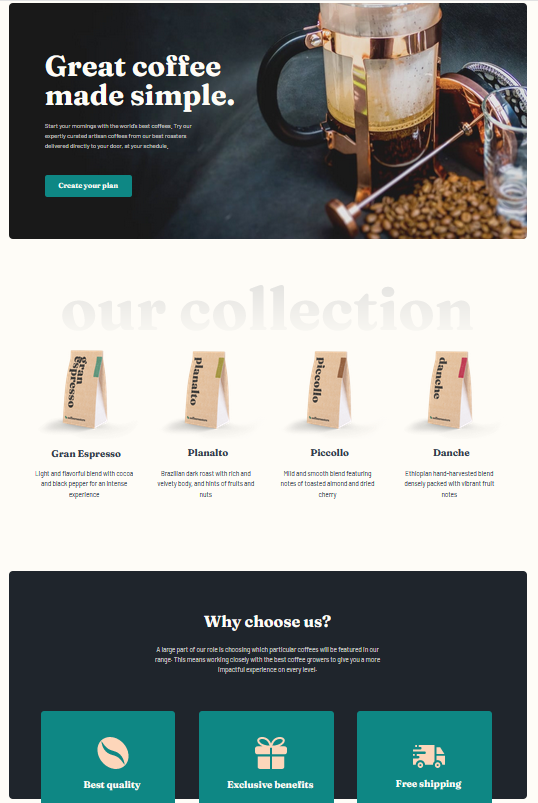 Great coffee
made simple.
Start your mornings with the world's best coffees. Try our
expertly curated artisan coffees from our best roasters
delivered directly to your door, at your schedule.
Create your plan
our collection
gran
espresso
planalto
piccollo
danche
Gran Espresso
Planalto
Piccollo
Danche
Light and flavorful blend with cocoa
and black pepper for an intense
experience
Brazilian dark roast with rich and
velvety body, and hints of fruits and
nuts
Mild and smooth blend featuring
notes of toasted almond and dried
cherry
Ethiopian hand-harvested blend
densely packed with vibrant fruit
notes
Why choose us?
A large part of our role is choosing which particular coffees will be featured in our
range. This means working closely with the best coffee growers to give you a more
impactful experience on every level.
Best quality
Exclusive benefits
Free shipping